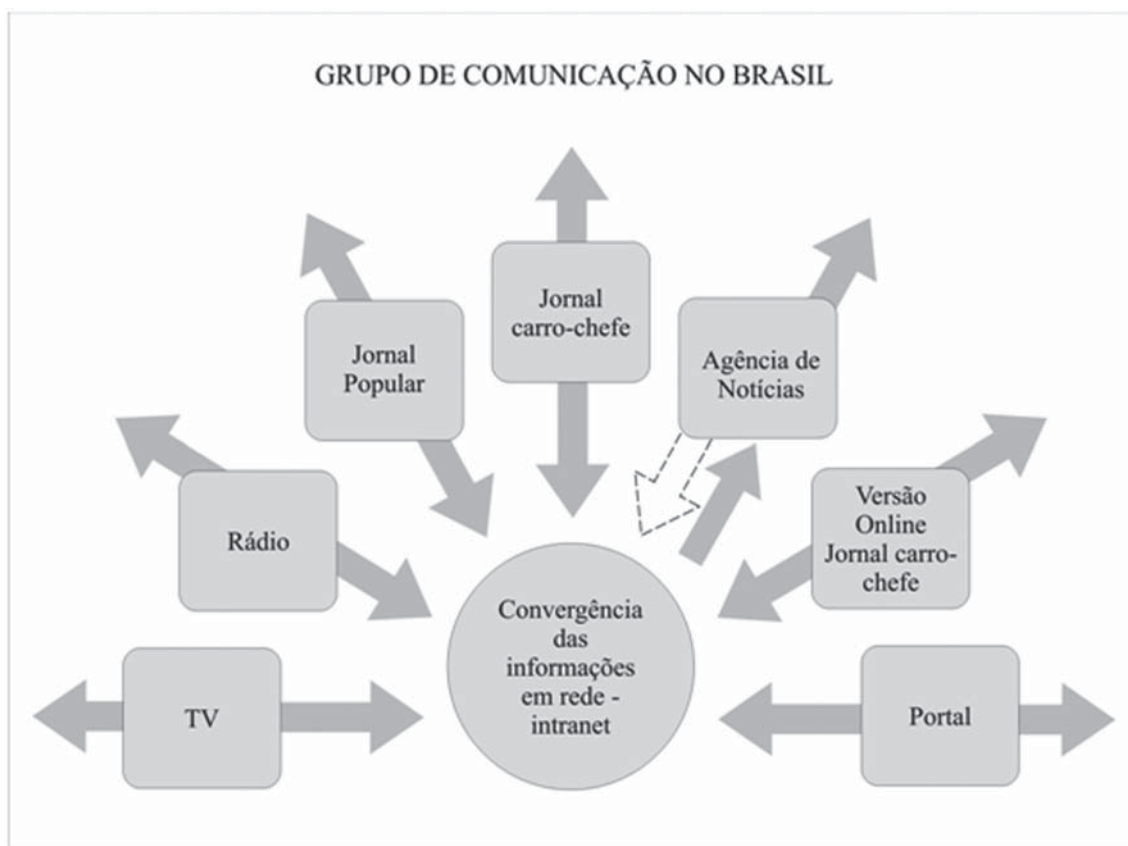 GRUPO DE COMUNICAÇÃO NO BRASIL
Jornal
carro-chefe
Jornal
Popular
Agência de
Notícias
Rádio
Versão
Online
Jornal carro-
chefe
TV
Convergência
das
informações
em rede -
intranet
Portal